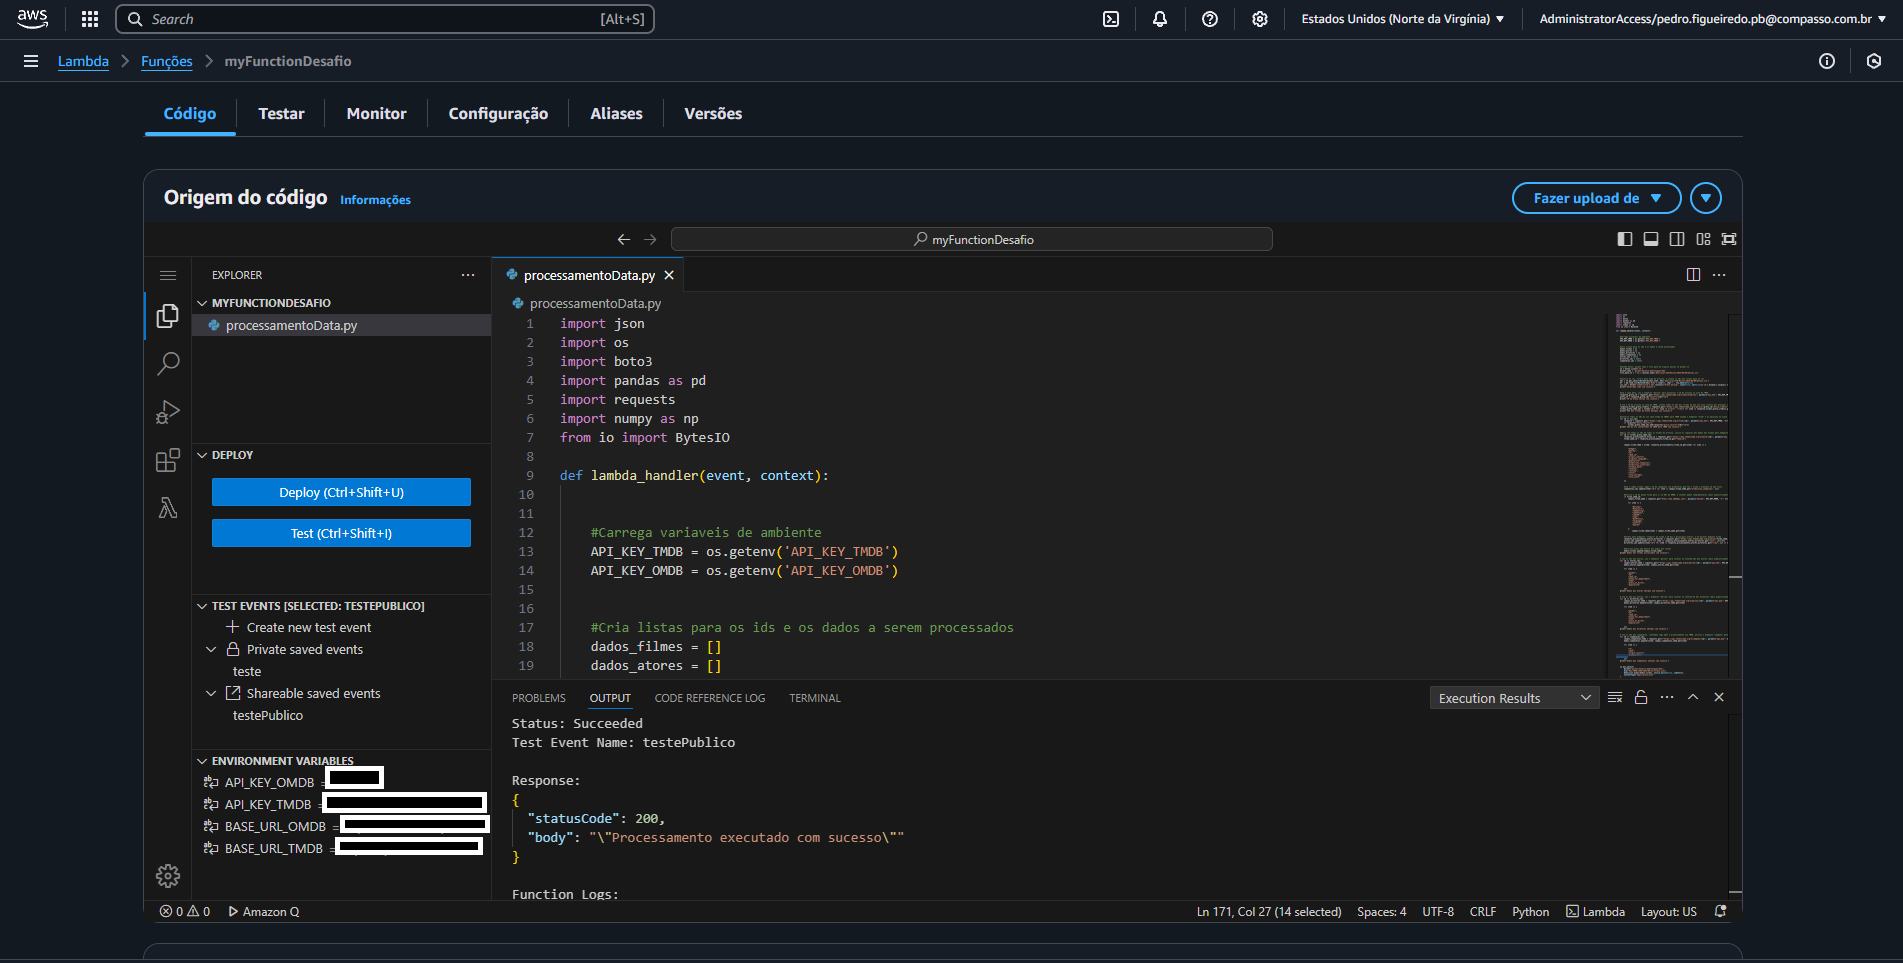 aws
Search [Alt+S]
Estados Unidos (Norte da Virgínia)
AdministratorAccess/pedro.figueiredo.pb@compasso.com.br
Lambda
Funções
myFunctionDesafio
Código
Testar
Monitor
Configuração
Aliases
Versões
Origem do código
Informações
Fazer upload de
myFunctionDesafio
EXPLORER
MYFUNCTIONDESAFIO
processamentoData.py
DEPLOY
Deploy (Ctrl+Shift+U)
Test (Ctrl+Shift+I)
TEST EVENTS [SELECTED: TESTEPUBLICO]
Create new test event
Private saved events
teste
Shareable saved events
testePublico
ENVIRONMENT VARIABLES
API_KEY_OMDB =
API_KEY_TMDB =
BASE_URL_OMDB =
BASE_URL_TMDB =
processamentoData.py
processamentoData.py
1 import json
2 import os
3 import boto3
4 import pandas as pd
5 import requests
6 import numpy as np
7 from io import BytesIO
8
9 def lambda_handler(event, context):
10
11
12 #Carrega variaveis de ambiente
13 API_KEY_TMDB = os.getenv('API_KEY_TMDB')
14 API_KEY_OMDB = os.getenv('API_KEY_OMDB')
15
16
17 #Cria listas para os ids e os dados a serem processados
18 dados_filmes = []
19 dados_atores = []
PROBLEMS
OUTPUT
CODE REFERENCE LOG
TERMINAL
Execution Results
Status: Succeeded
Test Event Name: testePublico
Response:
{
"statusCode": 200,
"body": "\"Processamento executado com sucesso\""
}
Function Logs:
0 0
Amazon Q
Ln 171, Col 27 (14 selected)
Spaces: 4
UTF-8
CRLF
Python
Lambda
Layout: US